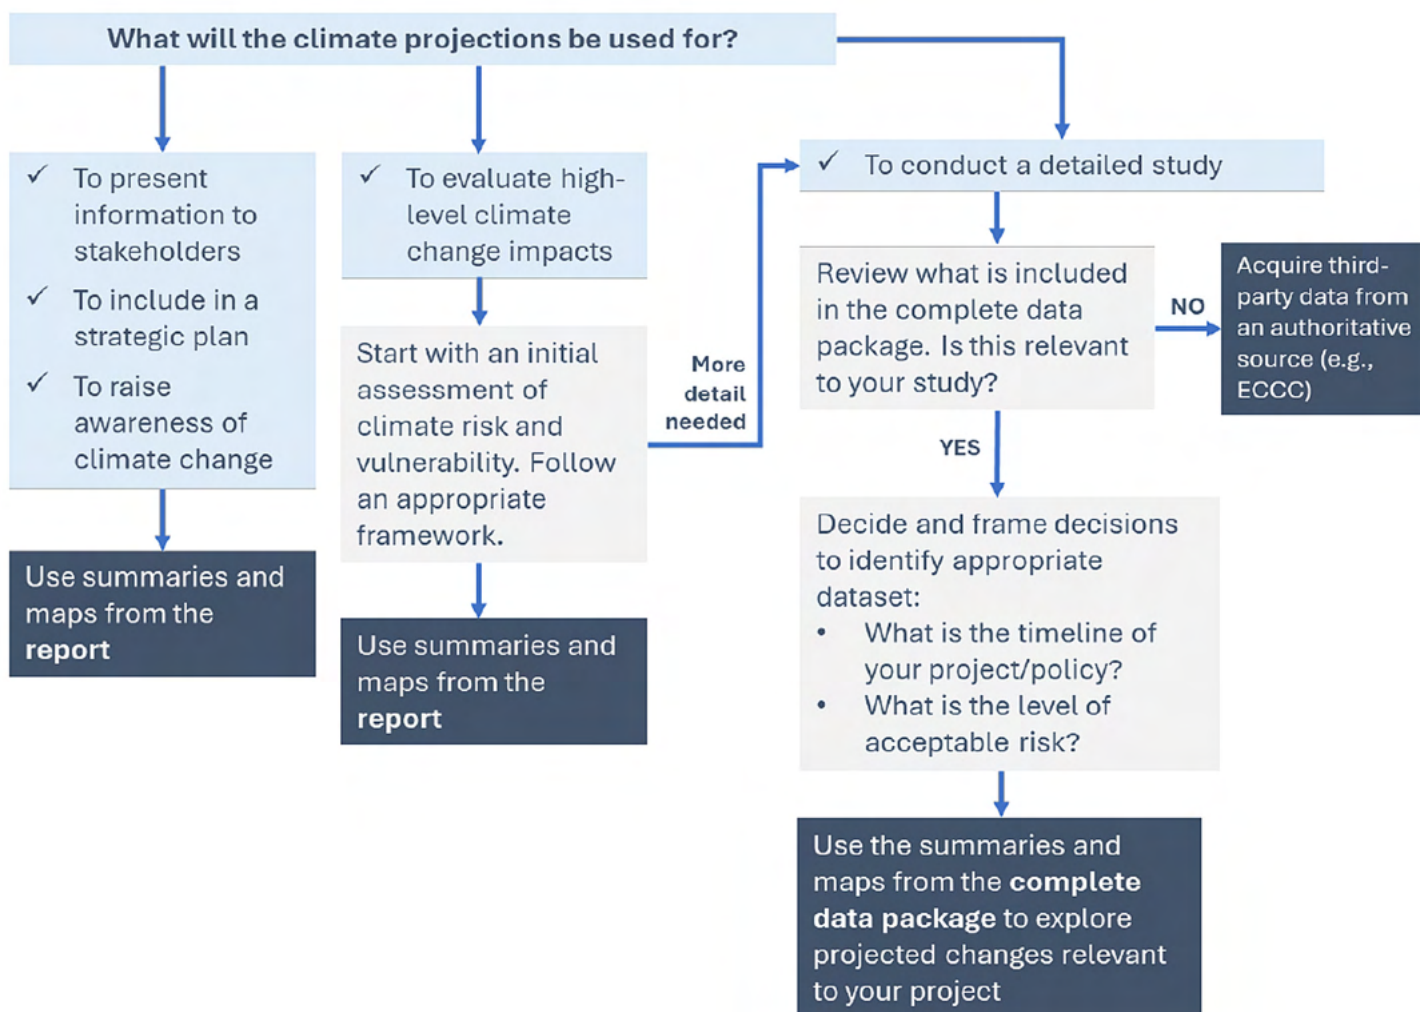 What will the climate projections be used for?
✓ To present
information to
stakeholders
✓ To include in a
strategic plan
✓ To raise
awareness of
climate change
Use summaries and
maps from the
report
✓ To evaluate high-
level climate
change impacts
Start with an initial
assessment of
climate risk and
vulnerability. Follow
an appropriate
framework.
Use summaries and
maps from the
report
More
detail
needed
✓ To conduct a detailed study
Review what is included
in the complete data
package. Is this relevant
to your study?
NO
Acquire third-
party data from
an authoritative
source (e.g.,
ECCC)
YES
Decide and frame decisions
to identify appropriate
dataset:
• What is the timeline of
your project/policy?
• What is the level of
acceptable risk?
Use the summaries and
maps from the complete
data package to explore
projected changes relevant
to your project